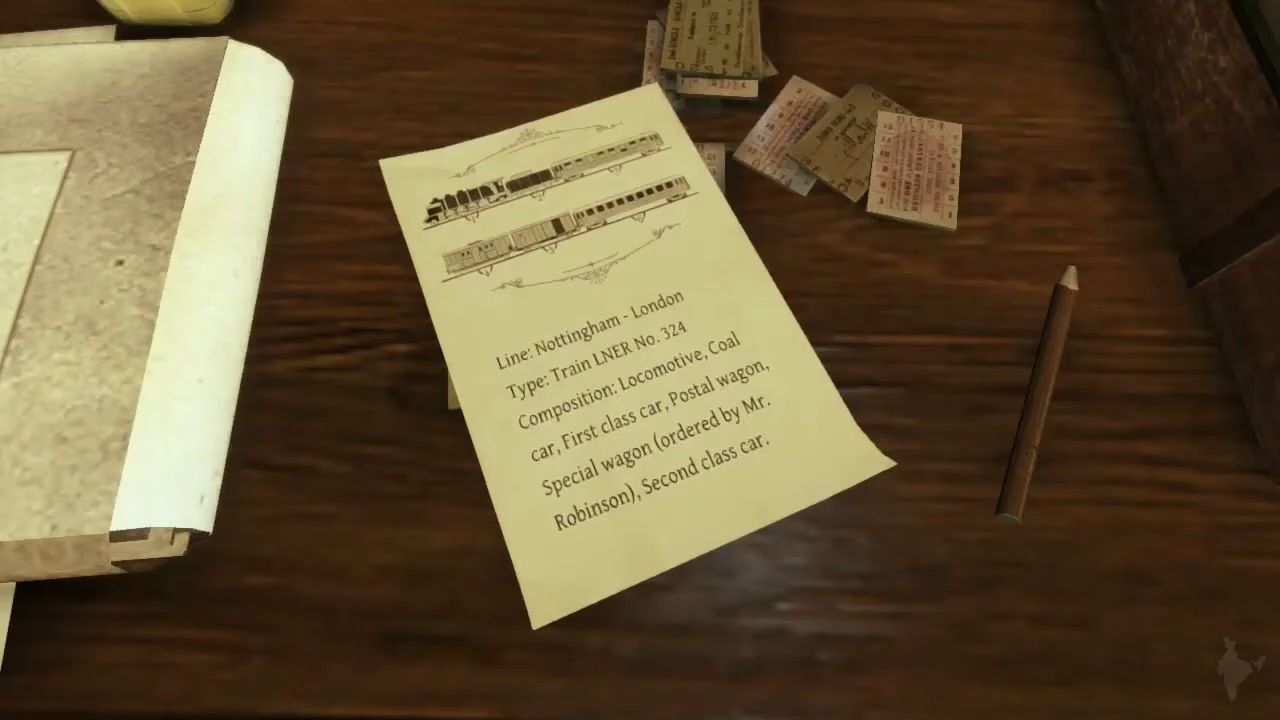 Line: Nottingham - London
Type: Train LNER No. 324
Composition: Locomotive, Coal
car, First class car, Postal wagon,
Special wagon (ordered by Mr.
Robinson), Second class car.